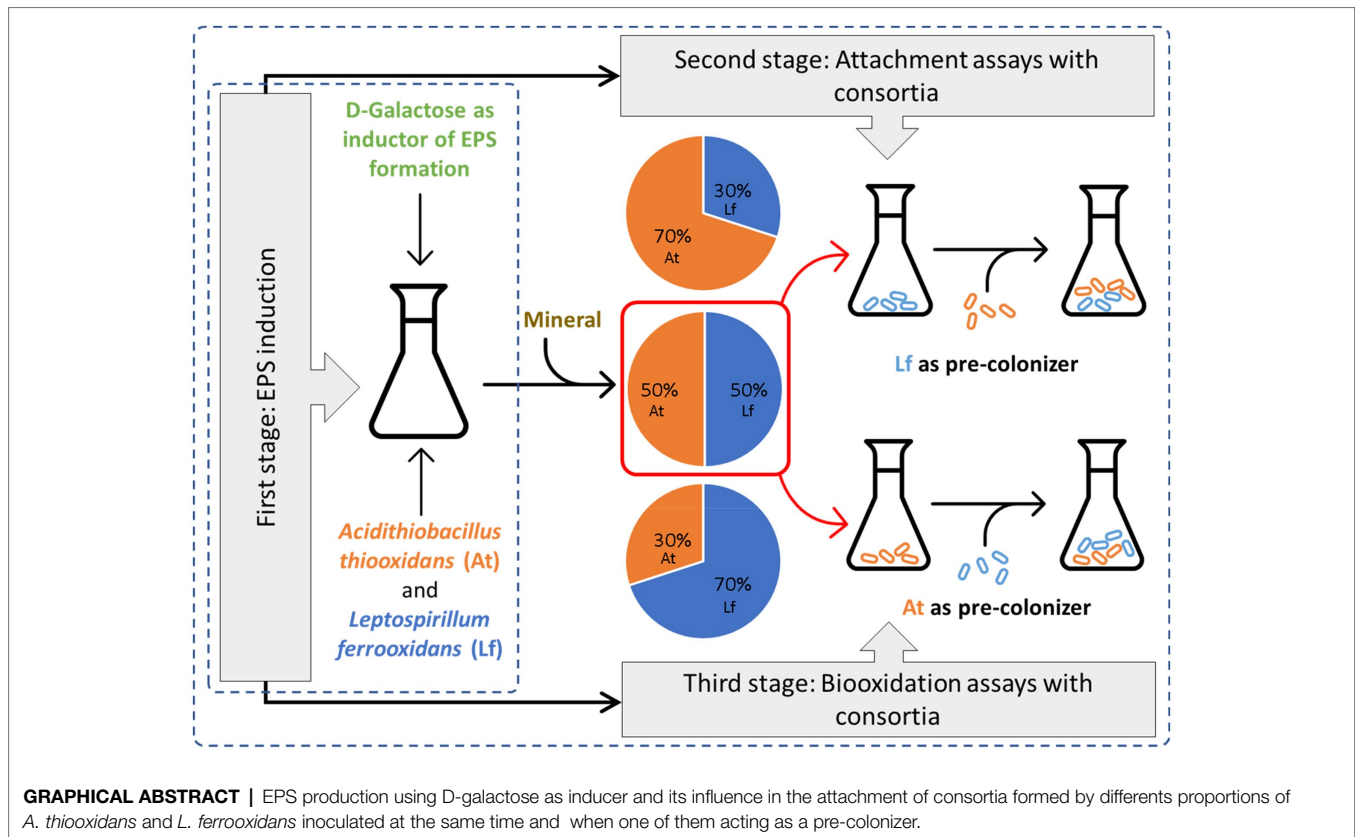 First stage: EPS induction
D-Galactose as
inductor of EPS
formation
Acidithiobacillus
thiooxidans (At)
and
Leptospirillum
ferrooxidans (Lf)
Mineral
Second stage: Attachment assays with
consortia
30%
Lf
70%
At
50%
At
50%
Lf
30%
At
70%
Lf
Lf as pre-colonizer
At as pre-colonizer
Third stage: Biooxidation assays with
consortia
GRAPHICAL ABSTRACT | EPS production using D-galactose as inducer and its influence in the attachment of consortia formed by differents proportions of
A. thiooxidans and L. ferrooxidans inoculated at the same time and when one of them acting as a pre-colonizer.